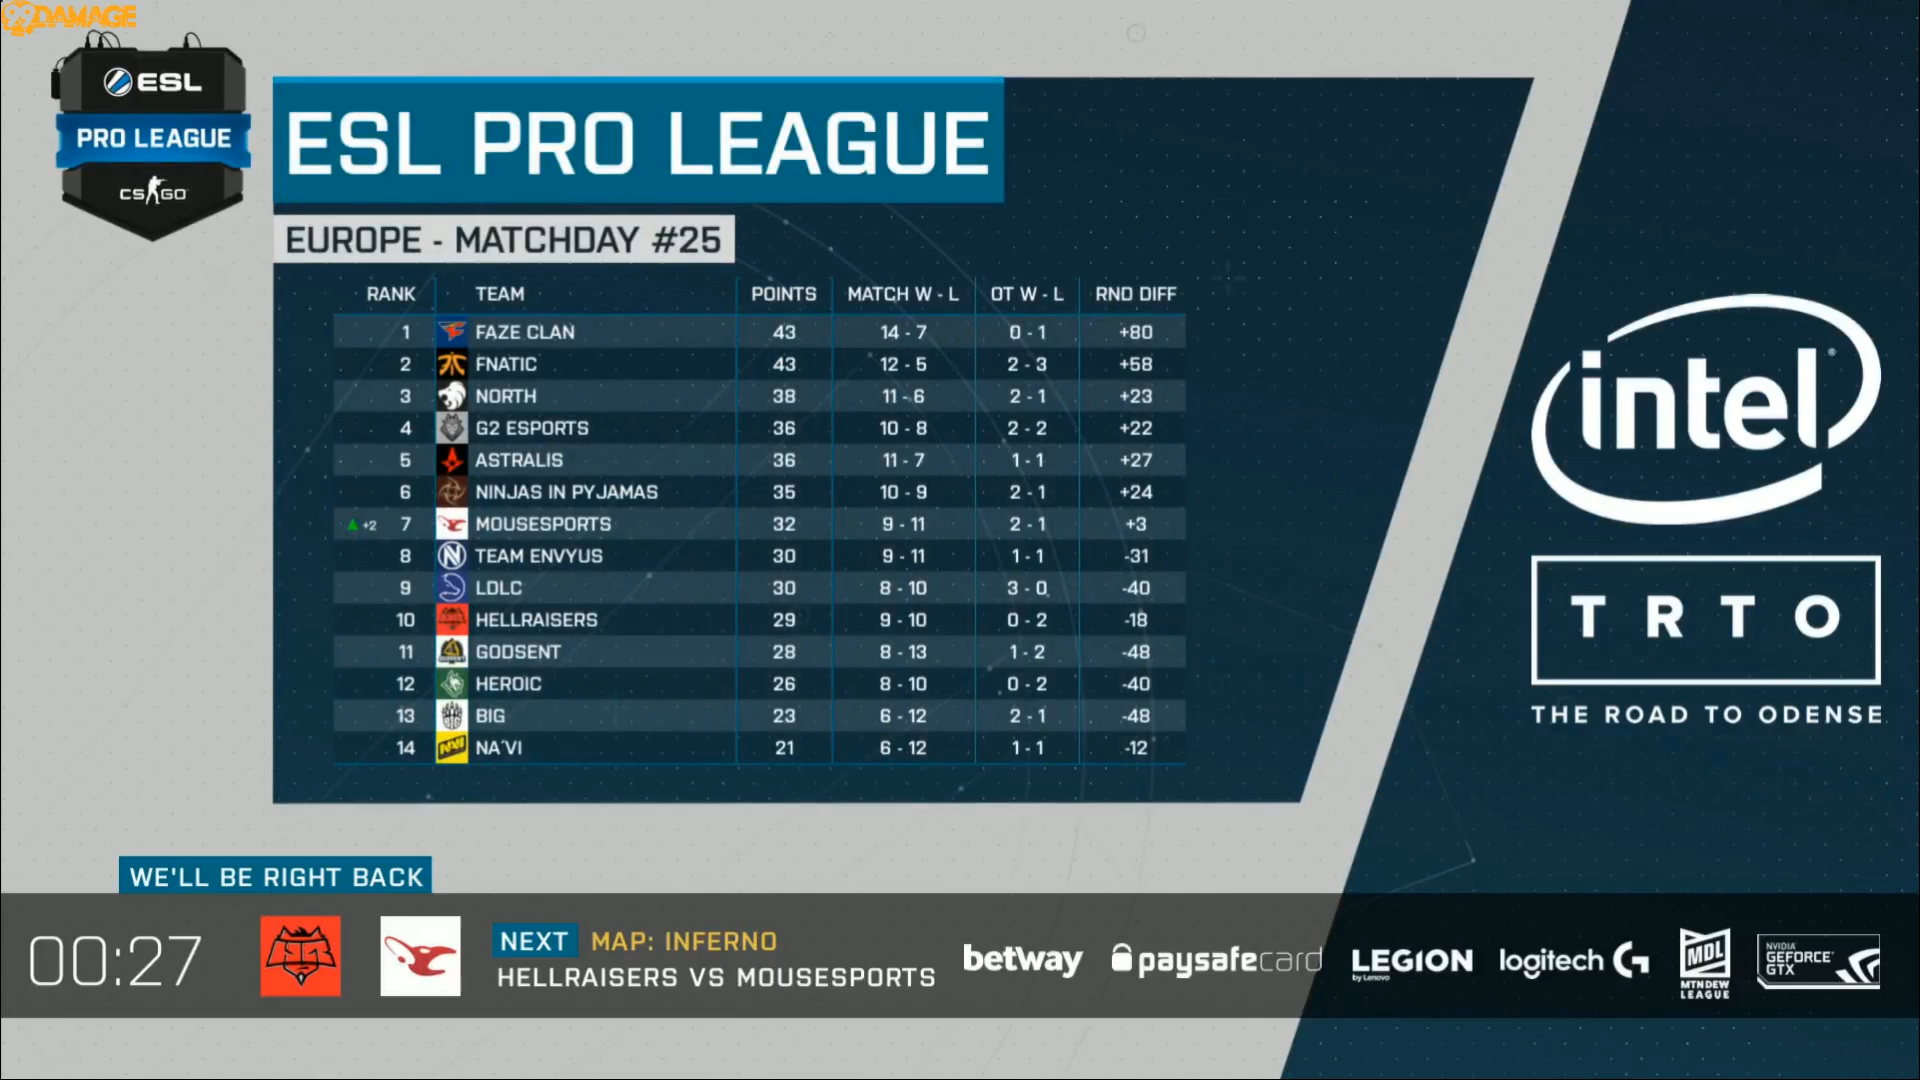 99DAMAGE
ESL
PRO LEAGUE
CS GO
ESL PRO LEAGUE
EUROPE - MATCHDAY #25
RANK TEAM POINTS MATCH W - L OT W - L RND DIFF
1 FAZE CLAN 43 14 - 7 0 - 1 +80
2 FNATIC 43 12 - 5 2 - 3 +58
3 NORTH 38 11 - 6 2 - 1 +23
4 G2 ESPORTS 36 10 - 8 2 - 2 +22
5 ASTRALIS 36 11 - 7 1 - 1 +27
6 NINJAS IN PYJAMAS 35 10 - 9 2 - 1 +24
+2 7 MOUSESPORTS 32 9 - 11 2 - 1 +3
8 TEAM ENVYUS 30 9 - 11 1 - 1 -31
9 LDLC 30 8 - 10 3 - 0 -40
10 HELLRAISERS 29 9 - 10 0 - 2 -18
11 GODSENT 28 8 - 13 1 - 2 -48
12 HEROIC 26 8 - 10 0 - 2 -40
13 BIG 23 6 - 12 2 - 1 -48
14 NA´VI 21 6 - 12 1 - 1 -12
intel®
TRTO
THE ROAD TO ODENSE
WE'LL BE RIGHT BACK
00:27
NEXT MAP: INFERNO
HELLRAISERS VS MOUSESPORTS
betway
paysafecard
LEGION
by Lenovo
logitech G
MDL
MTN DEW
LEAGUE
NVIDIA
GEFORCE
GTX